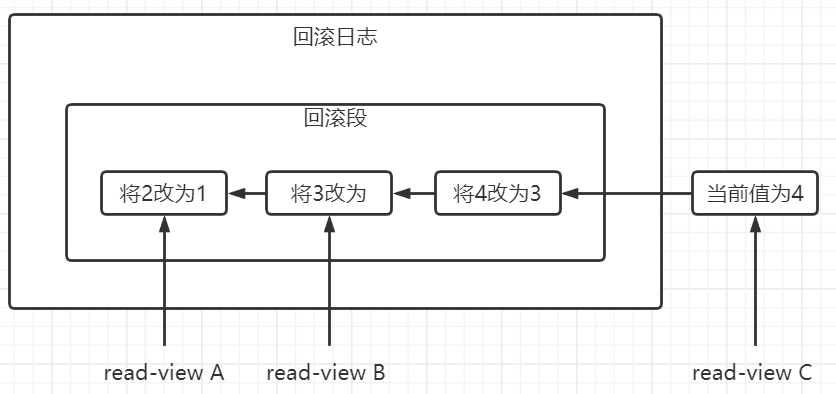 回滚日志
回滚段
将2改为1
将3改为
将4改为3
当前值为4
read-view A
read-view B
read-view C